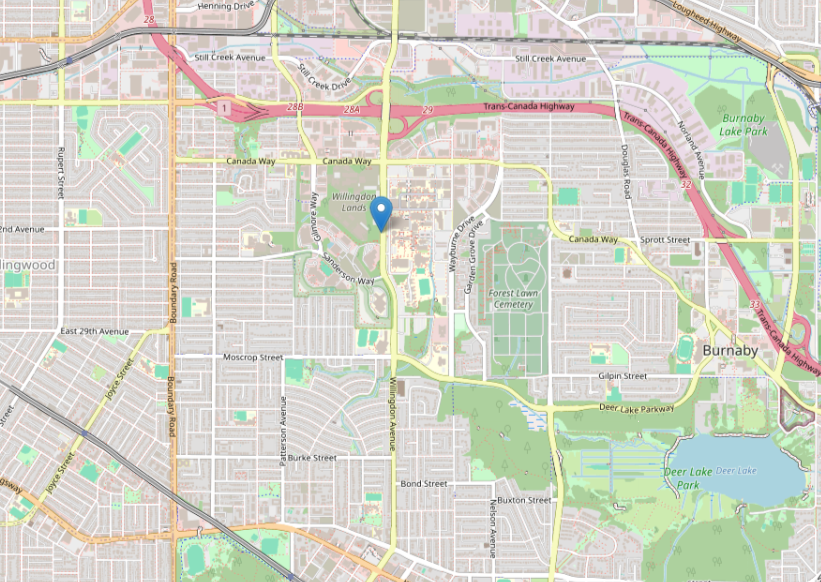 Henning Drive
28
Lougheed Highway
Still Creek Avenue
Still Creek Avenue
Still Creek Drive
1
28B
28A
29
Trans-Canada Highway
Trans-Canada Highway
Burnaby
Lake Park
Norland Avenue
Rupert Street
Canada Way
Canada Way
Douglas Road
32
Willingdon
Lands
Gilmore Way
2nd Avenue
Wayburne Drive
Garden Grove Drive
Canada Way
Sprott Street
lingwood
Sanderson Way
Boundary Road
Forest Lawn
Cemetery
33
Trans-Canada Highway
East 29th Avenue
Joyce Street
Moscrop Street
Burnaby
Gilpin Street
Boundary Road
Willingdon Avenue
Patterson Avenue
Deer Lake Parkway
Street
Joyce Street
Burke Street
Deer Lake
Park
Deer Lake
Bond Street
gsway
Buxton Street
Nelson Avenue